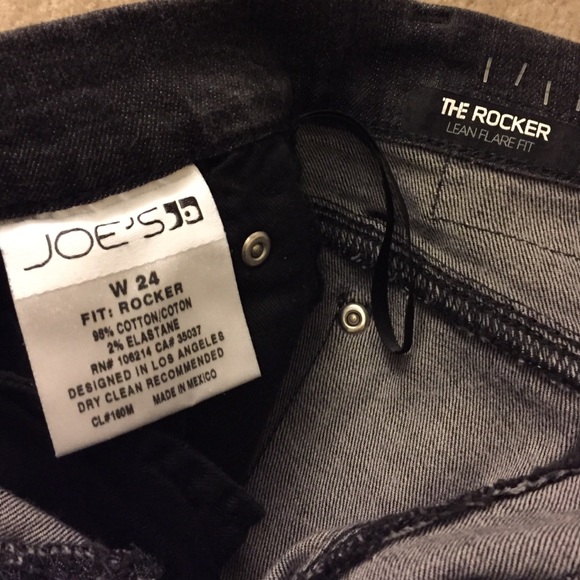 JOE'S
W 24
FIT: ROCKER
98% COTTON/COTON
2% ELASTANE
RN# 106214 CA# 35037
DESIGNED IN LOS ANGELES
DRY CLEAN RECOMMENDED
CL#160M MADE IN MEXICO
THE ROCKER
LEAN FLARE FIT